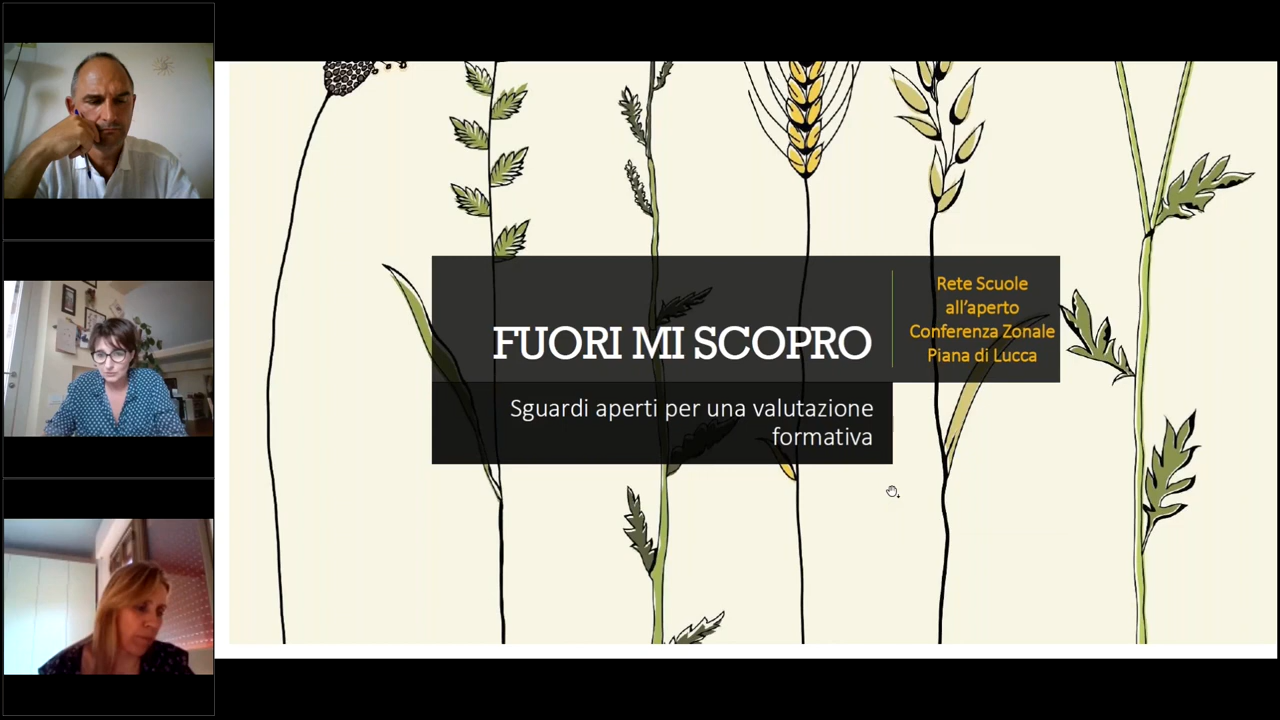 FUORI MI SCOPRO
Sguardi aperti per una valutazione
formativa
Rete Scuole
all’aperto
Conferenza Zonale
Piana di Lucca